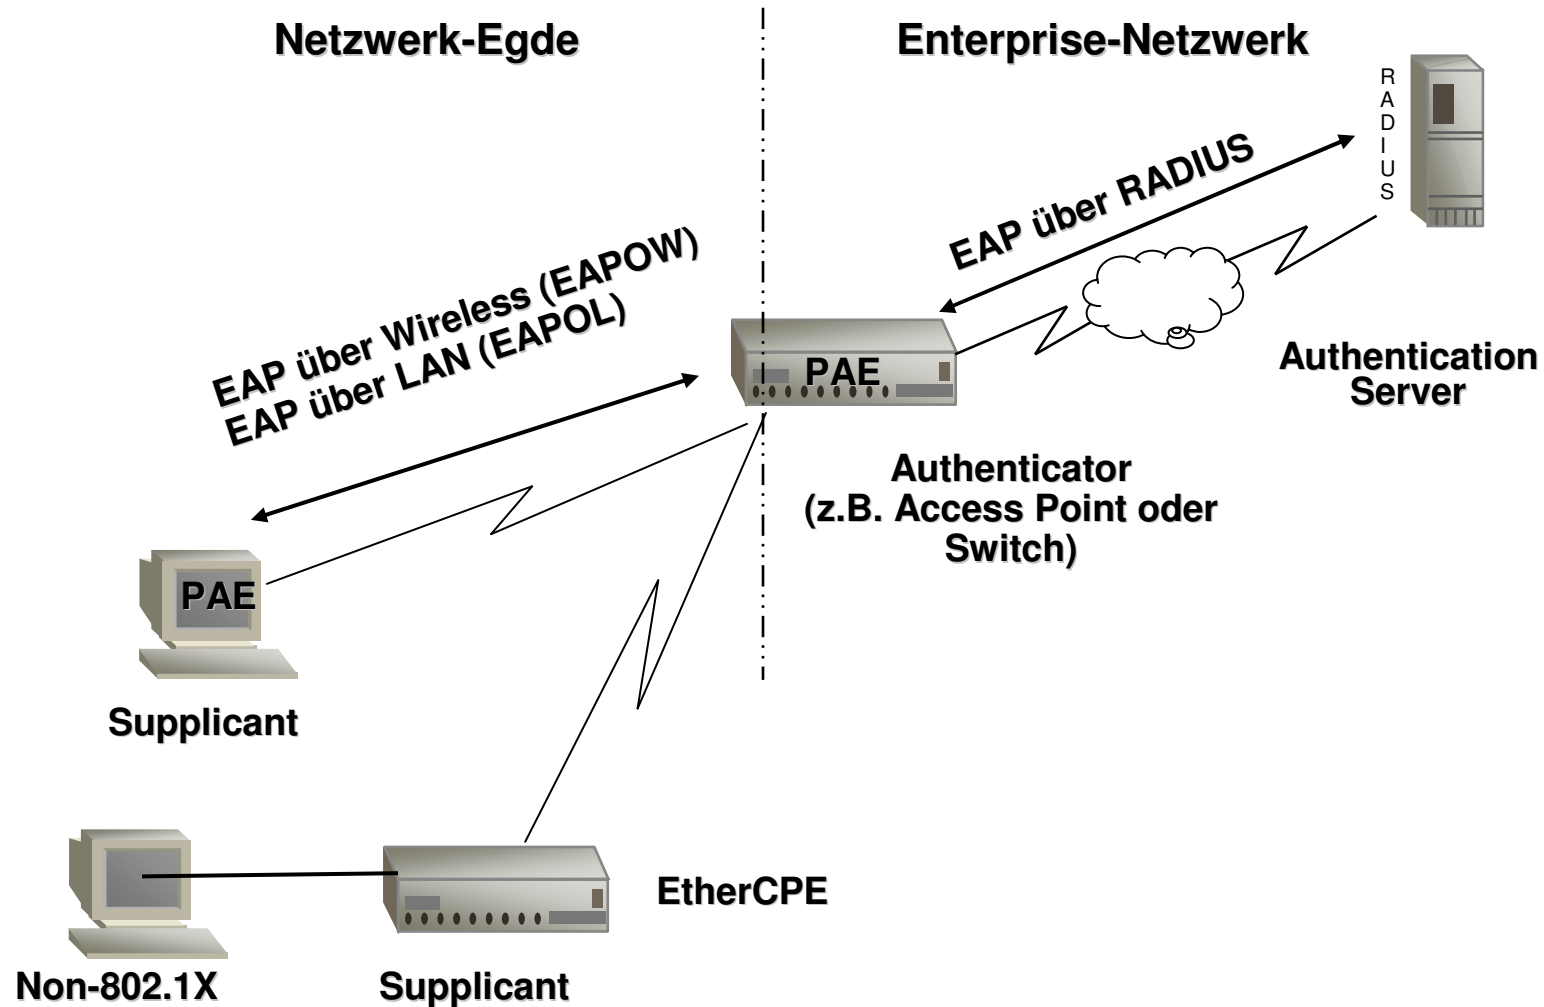 Netzwerk-Egde
Enterprise-Netzwerk
RADIUS
EAP über RADIUS
EAP über Wireless (EAPOW)
EAP über LAN (EAPOL)
PAE
Authentication
Server
Authenticator
(z.B. Access Point oder
Switch)
PAE
Supplicant
EtherCPE
Non-802.1X
Supplicant